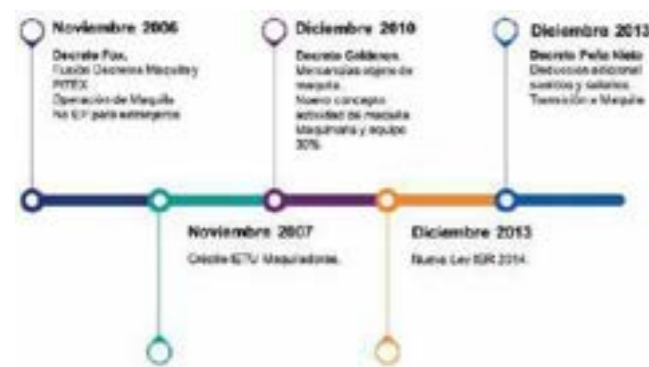 Noviembre 2006
Decreto Fox,
Fusión Decretos Maquila y
PITEX
Operación de Maquila
No EP para extranjeros
Diciembre 2010
Decreto Calderon,
Mercancías objeto de
maquila.
Nuevo concepto
actividad de maquila
Maquinaria y equipo
30%
Diciembre 2013
Decreto Peña Nieto
Deducción adicional
sueldos y salarios.
Transición a Maquila
Noviembre 2007
Crédito IETU Maquiladoras.
Diciembre 2013
Nueva Ley ISR 2014